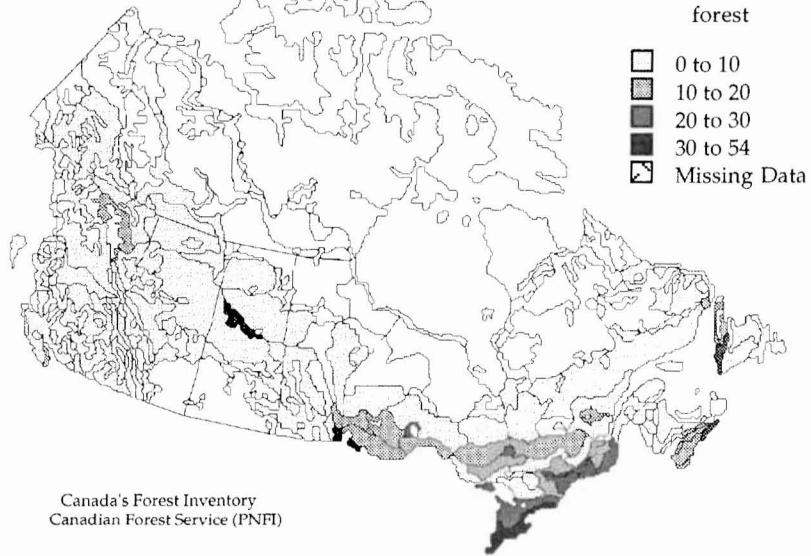 forest
0 to 10
10 to 20
20 to 30
30 to 54
Missing Data
Canada's Forest Inventory
Canadian Forest Service (PNFI)